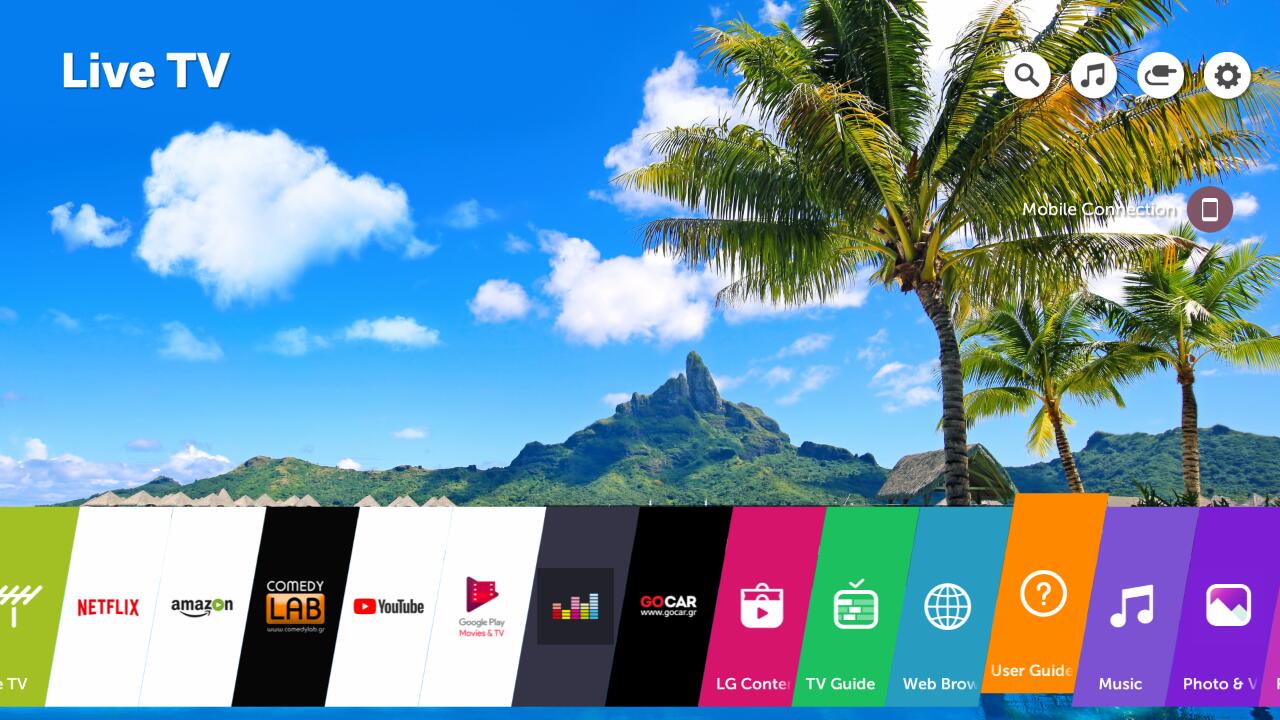 Live TV
Mobile Connection
NETFLIX
amazon
COMEDY
LAB
www.comedylab.gr
YouTube
Google Play
Movies & TV
GOCAR
www.gocar.gr
e TV
LG Conte
TV Guide
Web Brow
User Guide
Music
Photo & V